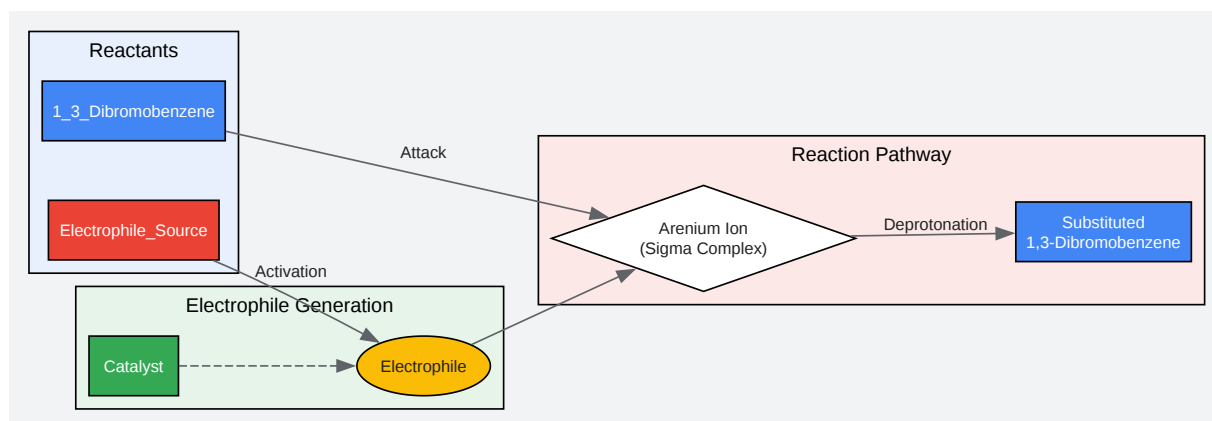 Reactants
1_3_Dibromobenzene
Electrophile_Source
Attack
Activation
Electrophile Generation
Catalyst
Electrophile
Reaction Pathway
Arenium Ion
(Sigma Complex)
Deprotonation
Substituted
1,3-Dibromobenzene